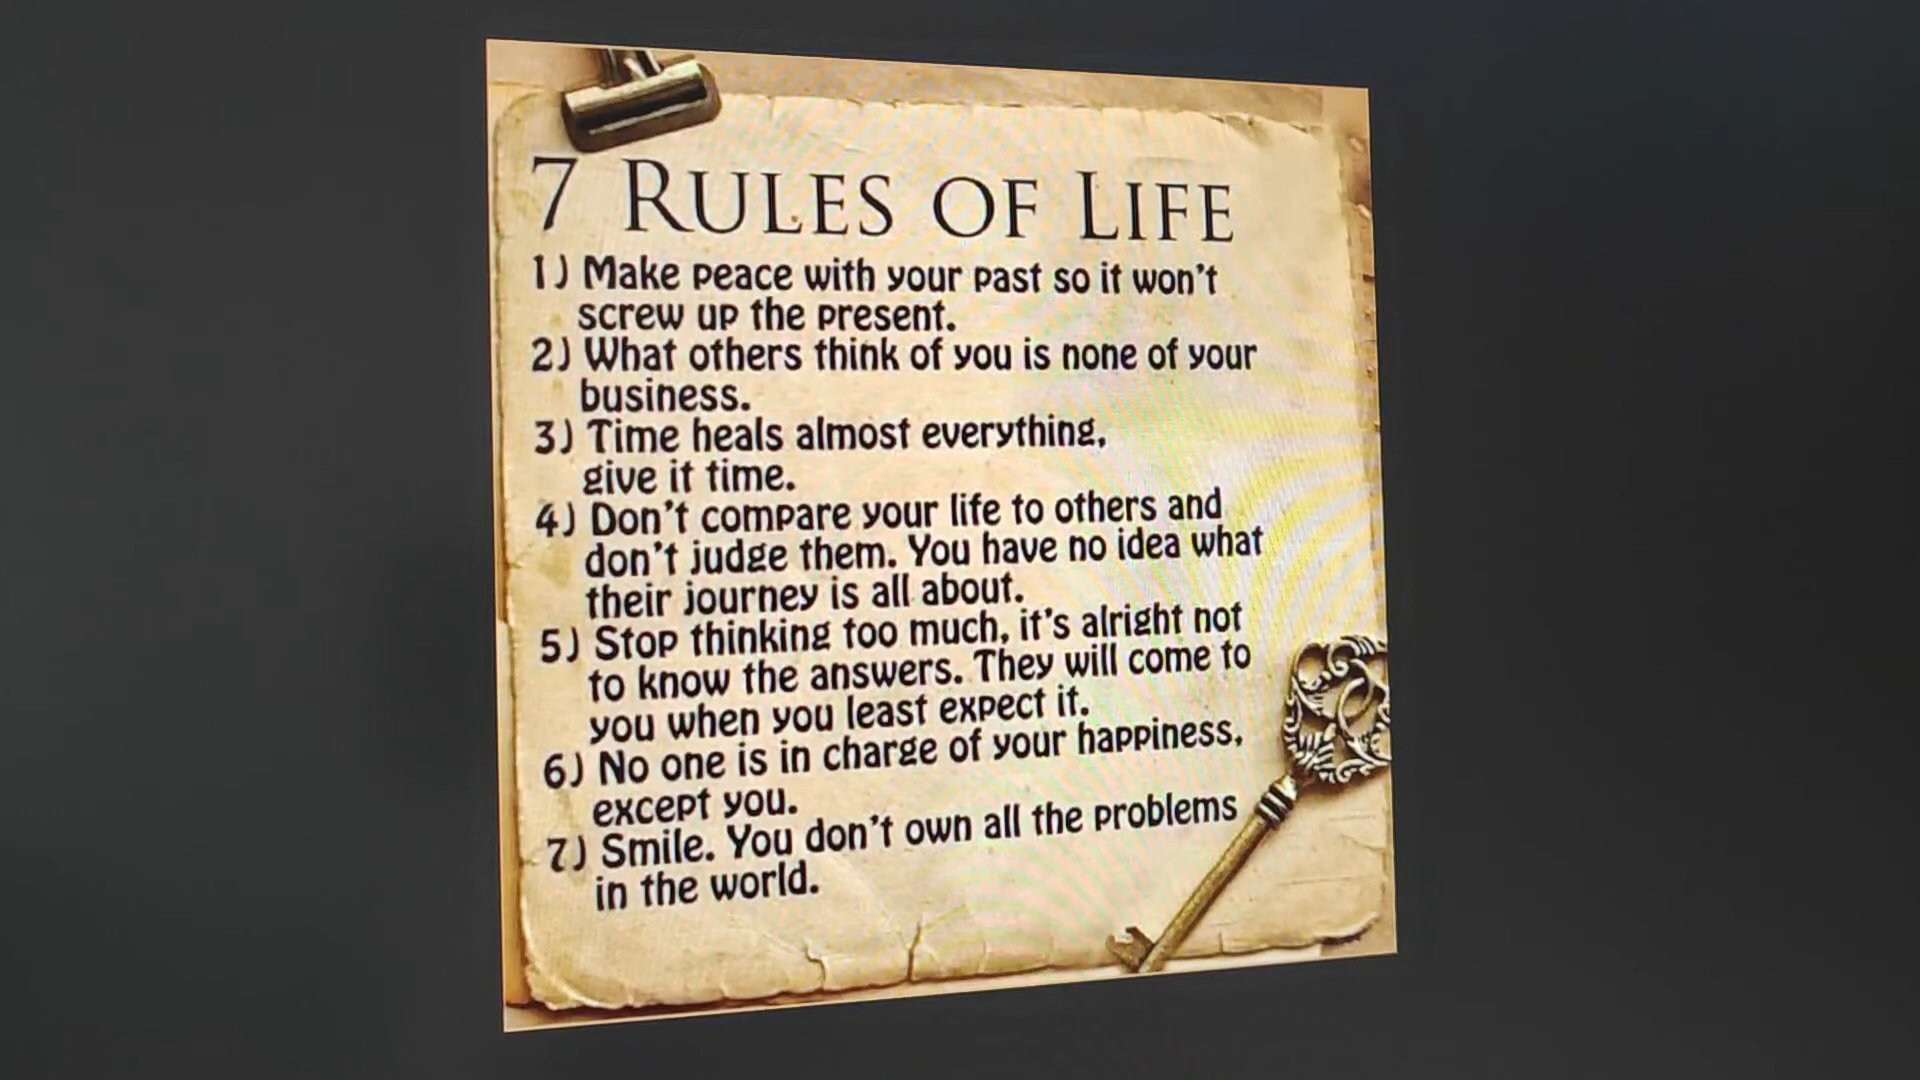 7 RULES OF LIFE
1) Make peace with your past so it won't
screw up the present.
2) What others think of you is none of your
business.
3) Time heals almost everything,
give it time.
4) Don't compare your life to others and
don't judge them. You have no idea what
their journey is all about.
5) Stop thinking too much, it's alright not
to know the answers. They will come to
you when you least expect it.
6) No one is in charge of your happiness,
except you.
7) Smile. You don't own all the problems
in the world.